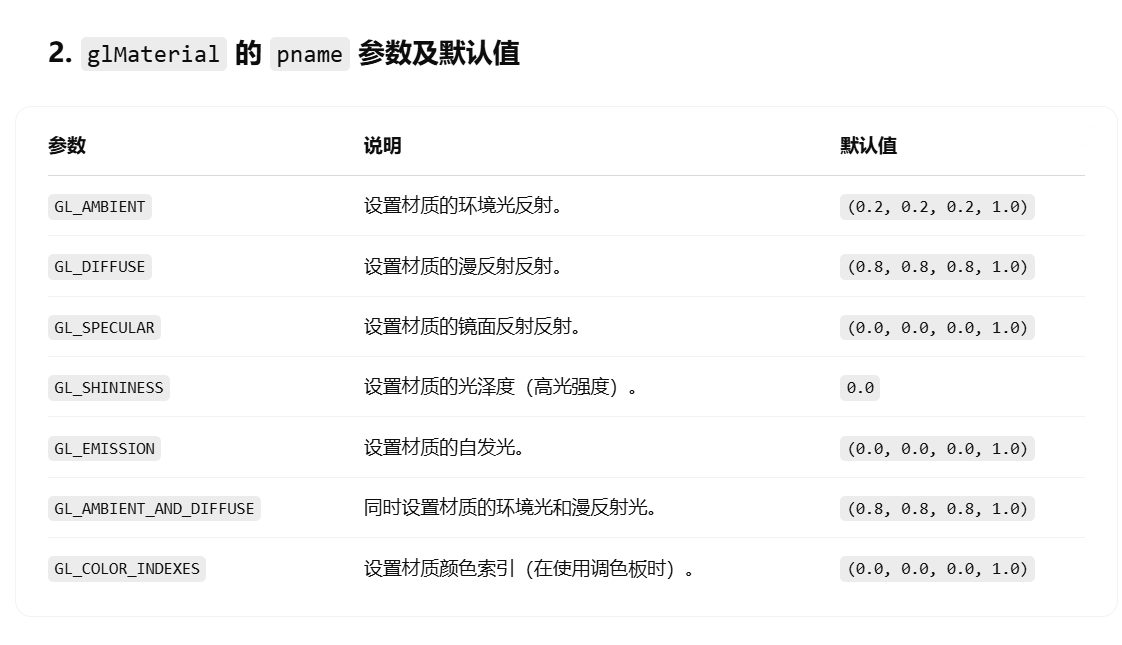 2. glMaterial 的 pname 参数及默认值
参数 说明 默认值
GL_AMBIENT 设置材质的环境光反射。 (0.2, 0.2, 0.2, 1.0)
GL_DIFFUSE 设置材质的漫反射反射。 (0.8, 0.8, 0.8, 1.0)
GL_SPECULAR 设置材质的镜面反射反射。 (0.0, 0.0, 0.0, 1.0)
GL_SHININESS 设置材质的光泽度（高光强度）。 0.0
GL_EMISSION 设置材质的自发光。 (0.0, 0.0, 0.0, 1.0)
GL_AMBIENT_AND_DIFFUSE 同时设置材质的环境光和漫反射光。 (0.8, 0.8, 0.8, 1.0)
GL_COLOR_INDEXES 设置材质颜色索引（在使用调色板时）。 (0.0, 0.0, 0.0, 1.0)